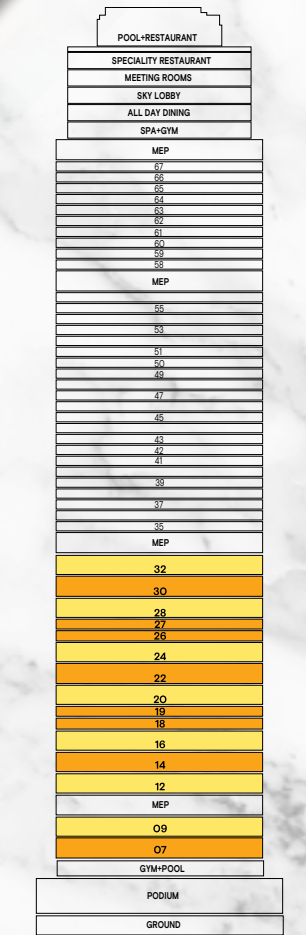 POOL+RESTAURANT
SPECIALITY RESTAURANT
MEETING ROOMS
SKY LOBBY
ALL DAY DINING
SPA+GYM
MEP
67
66
65
64
63
62
61
60
59
58
MEP
55
53
51
50
49
47
45
43
42
41
39
37
35
MEP
32
30
28
27
26
24
22
20
19
18
16
14
12
MEP
09
07
GYM+POOL
PODIUM
GROUND